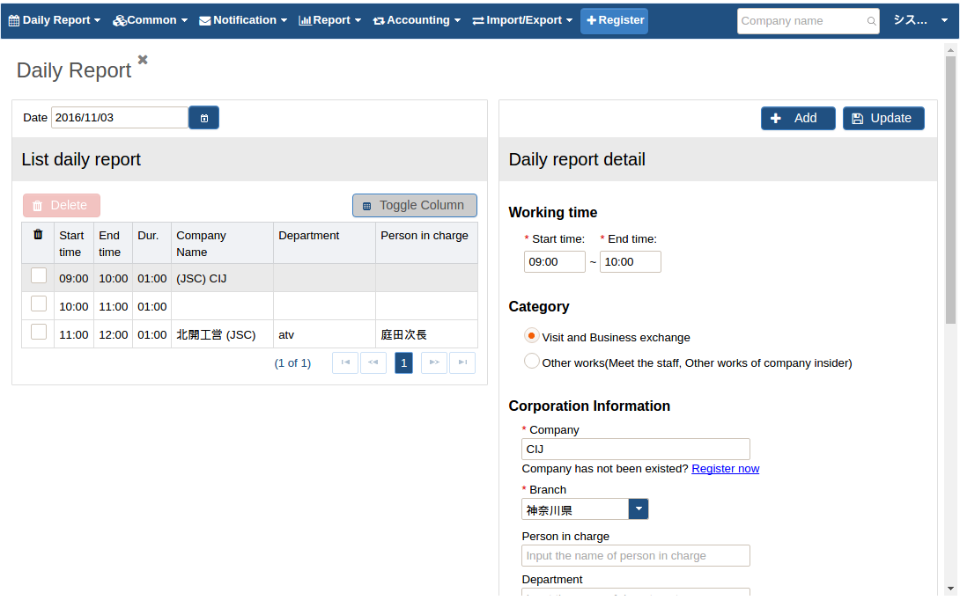 Daily Report Common Notification Report Accounting Import/Export Register Company name シス...
Daily Report
Date 2016/11/03
List daily report
Delete Toggle Column
Start time End time Dur. Company Name Department Person in charge
09:00 10:00 01:00 (JSC) CIJ
10:00 11:00 01:00
11:00 12:00 01:00 北開工営 (JSC) atv 庭田次長
(1 of 1) 1
Add Update
Daily report detail
Working time
* Start time: * End time:
09:00 ~ 10:00
Category
Visit and Business exchange
Other works(Meet the staff, Other works of company insider)
Corporation Information
* Company
CIJ
Company has not been existed? Register now
* Branch
神奈川県
Person in charge
Input the name of person in charge
Department